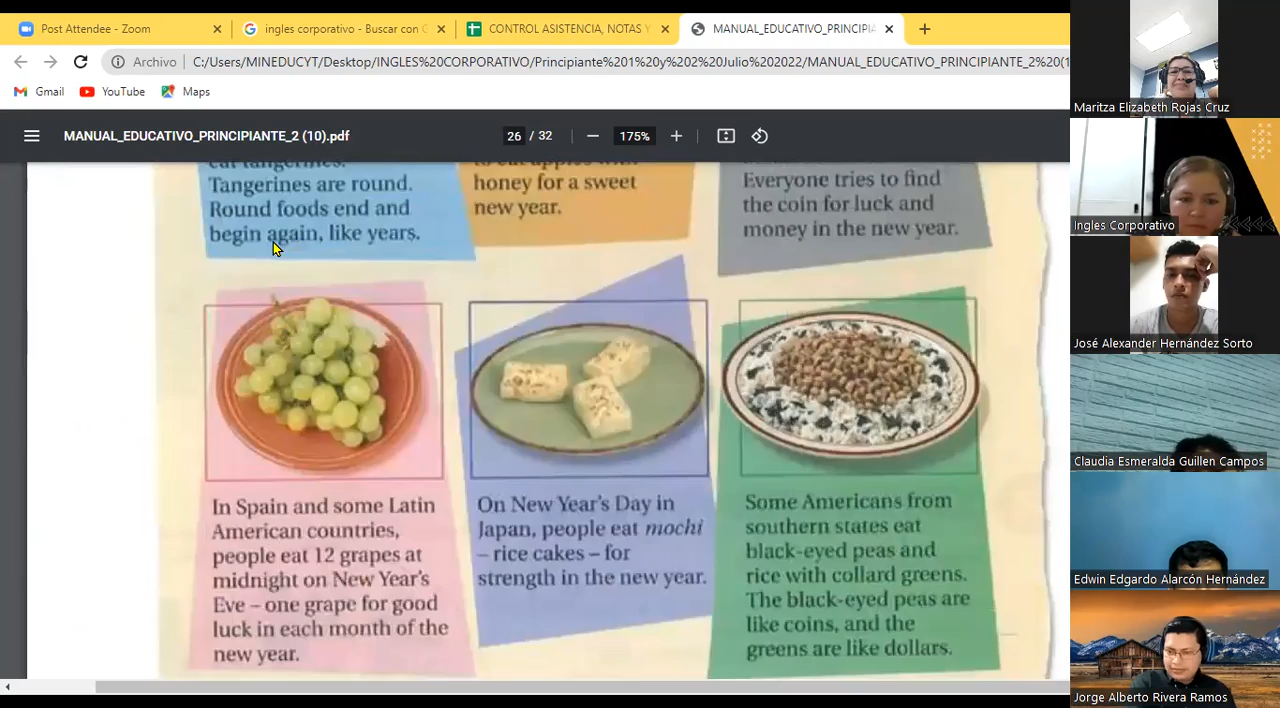 Post Attendee - Zoom
ingles corporativo - Buscar con G
CONTROL ASISTENCIA, NOTAS Y
MANUAL_EDUCATIVO_PRINCIPIA
Archivo
C:/Users/MINEDUCYT/Desktop/INGLES%20CORPORATIVO/Principiante%201%20y%202%20Julio%202022/MANUAL_EDUCATIVO_PRINCIPIANTE_2%20(10
Gmail
YouTube
Maps
MANUAL_EDUCATIVO_PRINCIPIANTE_2 (10).pdf
26 / 32
175%
eat tangerines.
Tangerines are round.
Round foods end and
begin again, like years.
to eat apples with
honey for a sweet
new year.
Everyone tries to find
the coin for luck and
money in the new year.
In Spain and some Latin
American countries,
people eat 12 grapes at
midnight on New Year's
Eve – one grape for good
luck in each month of the
new year.
On New Year's Day in
Japan, people eat mochi
– rice cakes – for
strength in the new year.
Some Americans from
southern states eat
black-eyed peas and
rice with collard greens.
The black-eyed peas are
like coins, and the
greens are like dollars.
Maritza Elizabeth Rojas Cruz
Ingles Corporativo
José Alexander Hernández Sorto
Claudia Esmeralda Guillen Campos
Edwin Edgardo Alarcón Hernández
Jorge Alberto Rivera Ramos